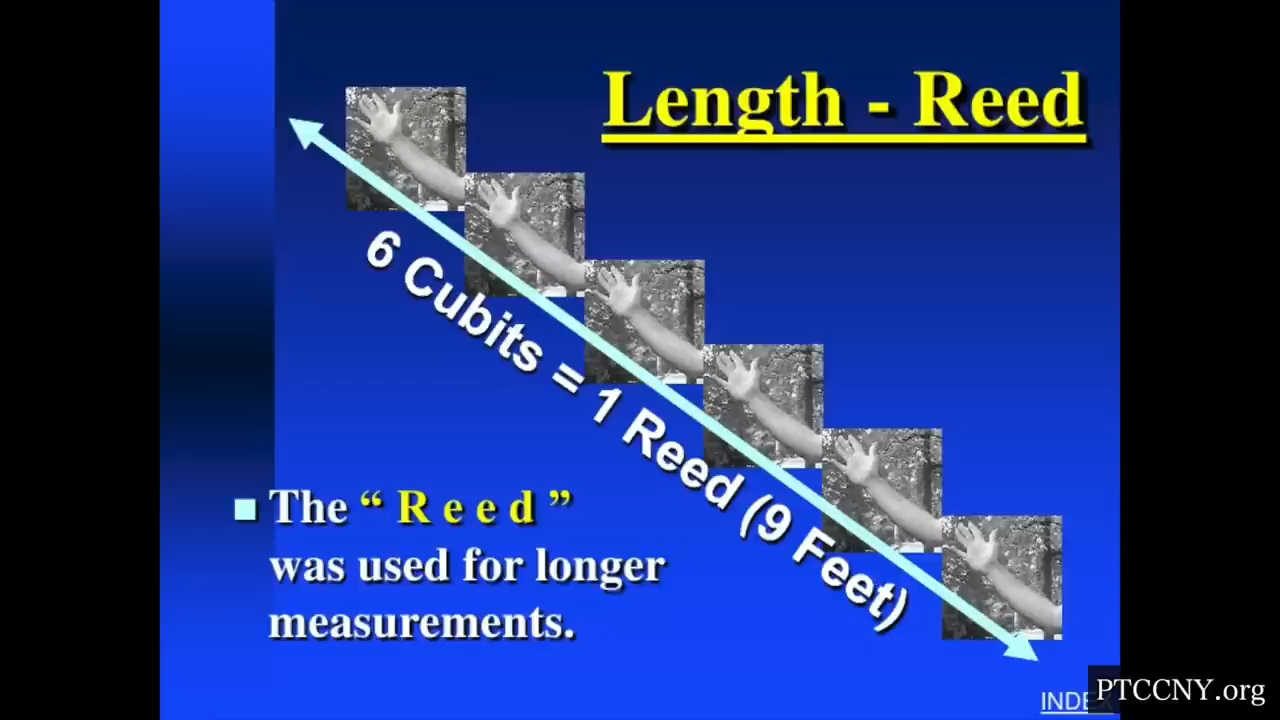 Length - Reed
6 Cubits = 1 Reed (9 Feet)
■ The “ R e e d ”
was used for longer
measurements.
INDEX
PTCCNY.org